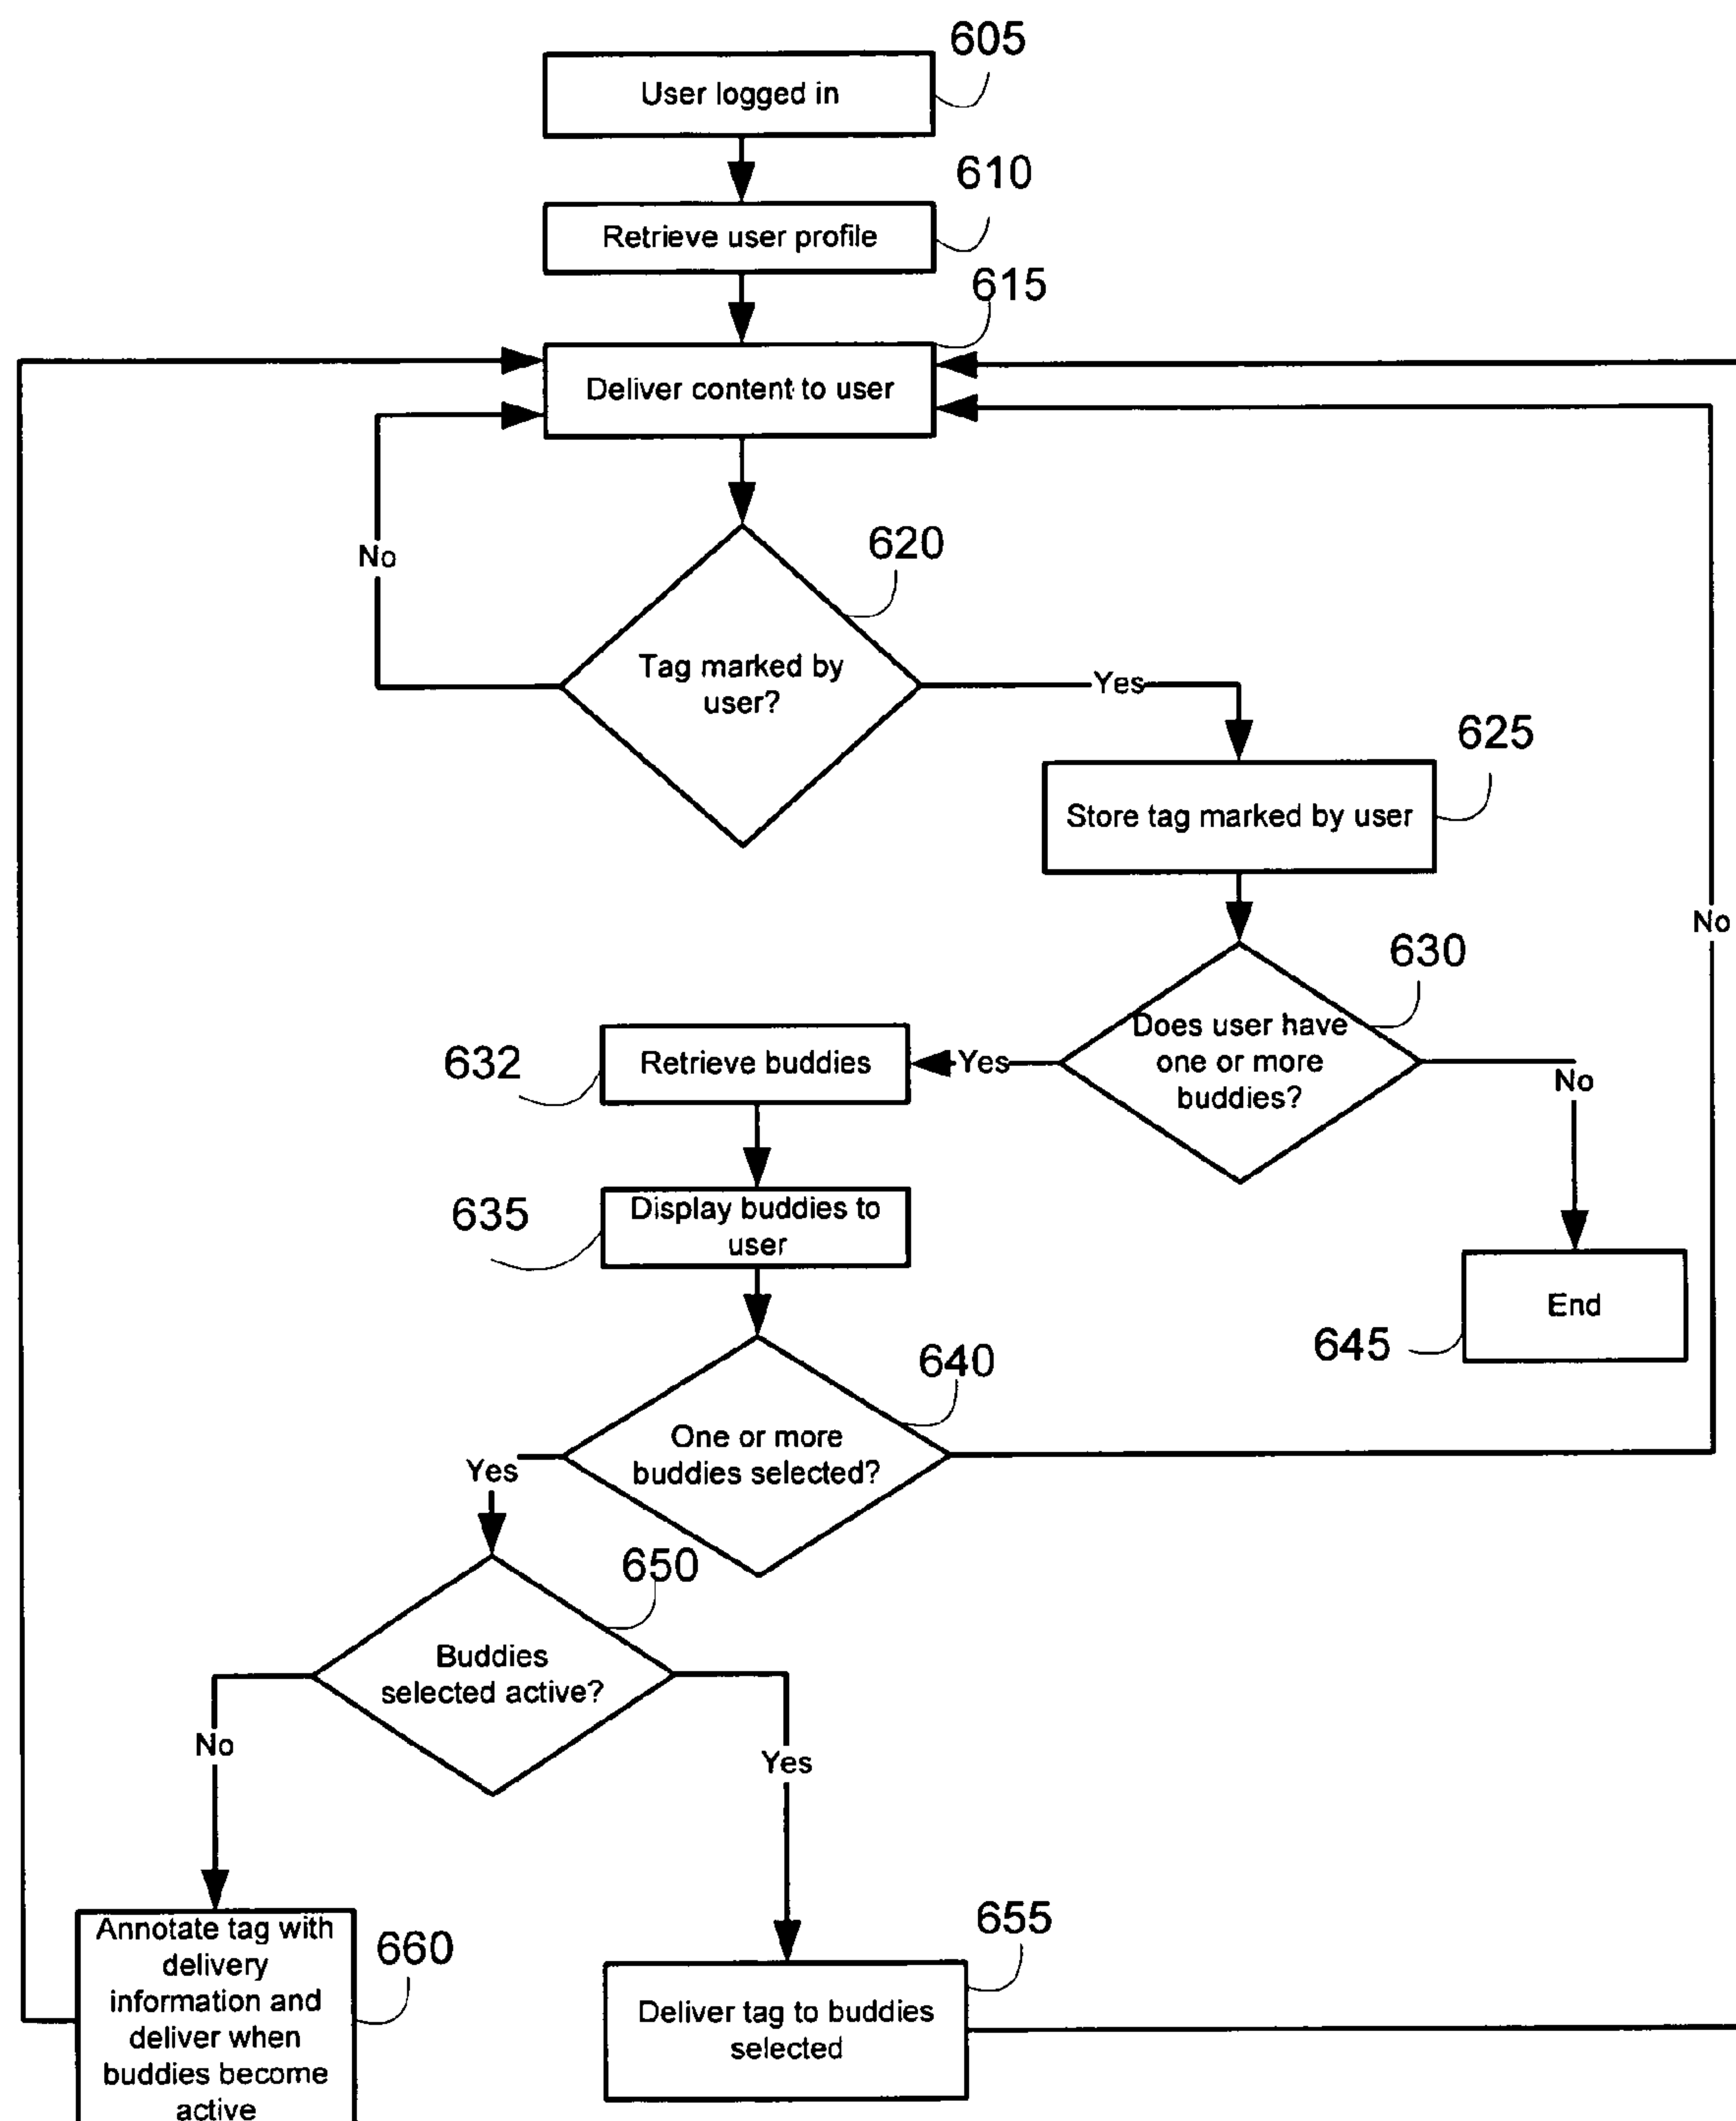 605
User logged in
610
Retrieve user profile
615
Deliver content to user
No
620
Tag marked by
user?
Yes
625
Store tag marked by user
No
630
Does user have
one or more
buddies?
Yes
632
Retrieve buddies
No
635
Display buddies to
user
End
645
640
One or more
buddies selected?
Yes
650
Buddies
selected active?
No
Yes
655
Annotate tag with
delivery
information and
deliver when
buddies become
active
660
Deliver tag to buddies
selected